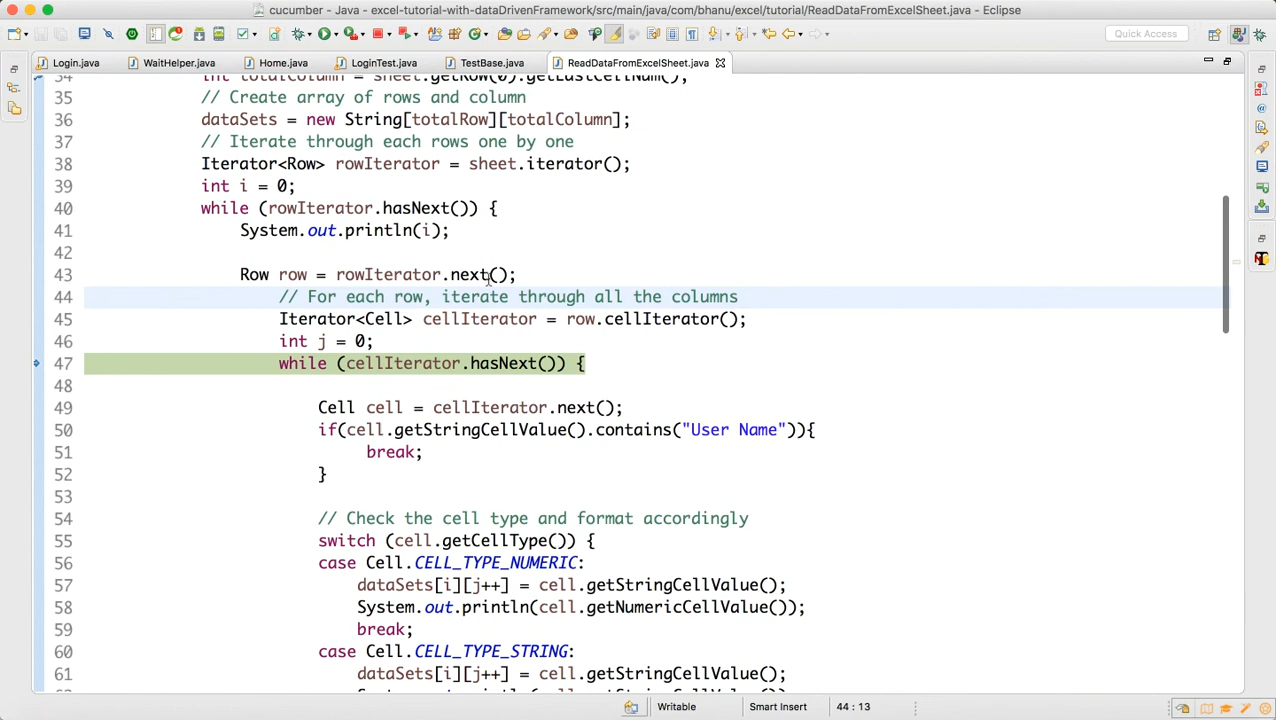 cucumber - Java - excel-tutorial-with-dataDrivenFramework/src/main/java/com/bhanu/excel/tutorial/ReadDataFromExcelSheet.java - Eclipse
Quick Access
Login.java WaitHelper.java Home.java LoginTest.java TestBase.java ReadDataFromExcelSheet.java
34 int totalColumn = sheet.getRow(0).getLastCellNum();
35 // Create array of rows and column
36 dataSets = new String[totalRow][totalColumn];
37 // Iterate through each rows one by one
38 Iterator<Row> rowIterator = sheet.iterator();
39 int i = 0;
40 while (rowIterator.hasNext()) {
41 System.out.println(i);
42
43 Row row = rowIterator.next();
44 // For each row, iterate through all the columns
45 Iterator<Cell> cellIterator = row.cellIterator();
46 int j = 0;
47 while (cellIterator.hasNext()) {
48
49 Cell cell = cellIterator.next();
50 if(cell.getStringCellValue().contains("User Name")){
51 break;
52 }
53
54 // Check the cell type and format accordingly
55 switch (cell.getCellType()) {
56 case Cell.CELL_TYPE_NUMERIC:
57 dataSets[i][j++] = cell.getStringCellValue();
58 System.out.println(cell.getNumericCellValue());
59 break;
60 case Cell.CELL_TYPE_STRING:
61 dataSets[i][j++] = cell.getStringCellValue();
Writable Smart Insert 44 : 13